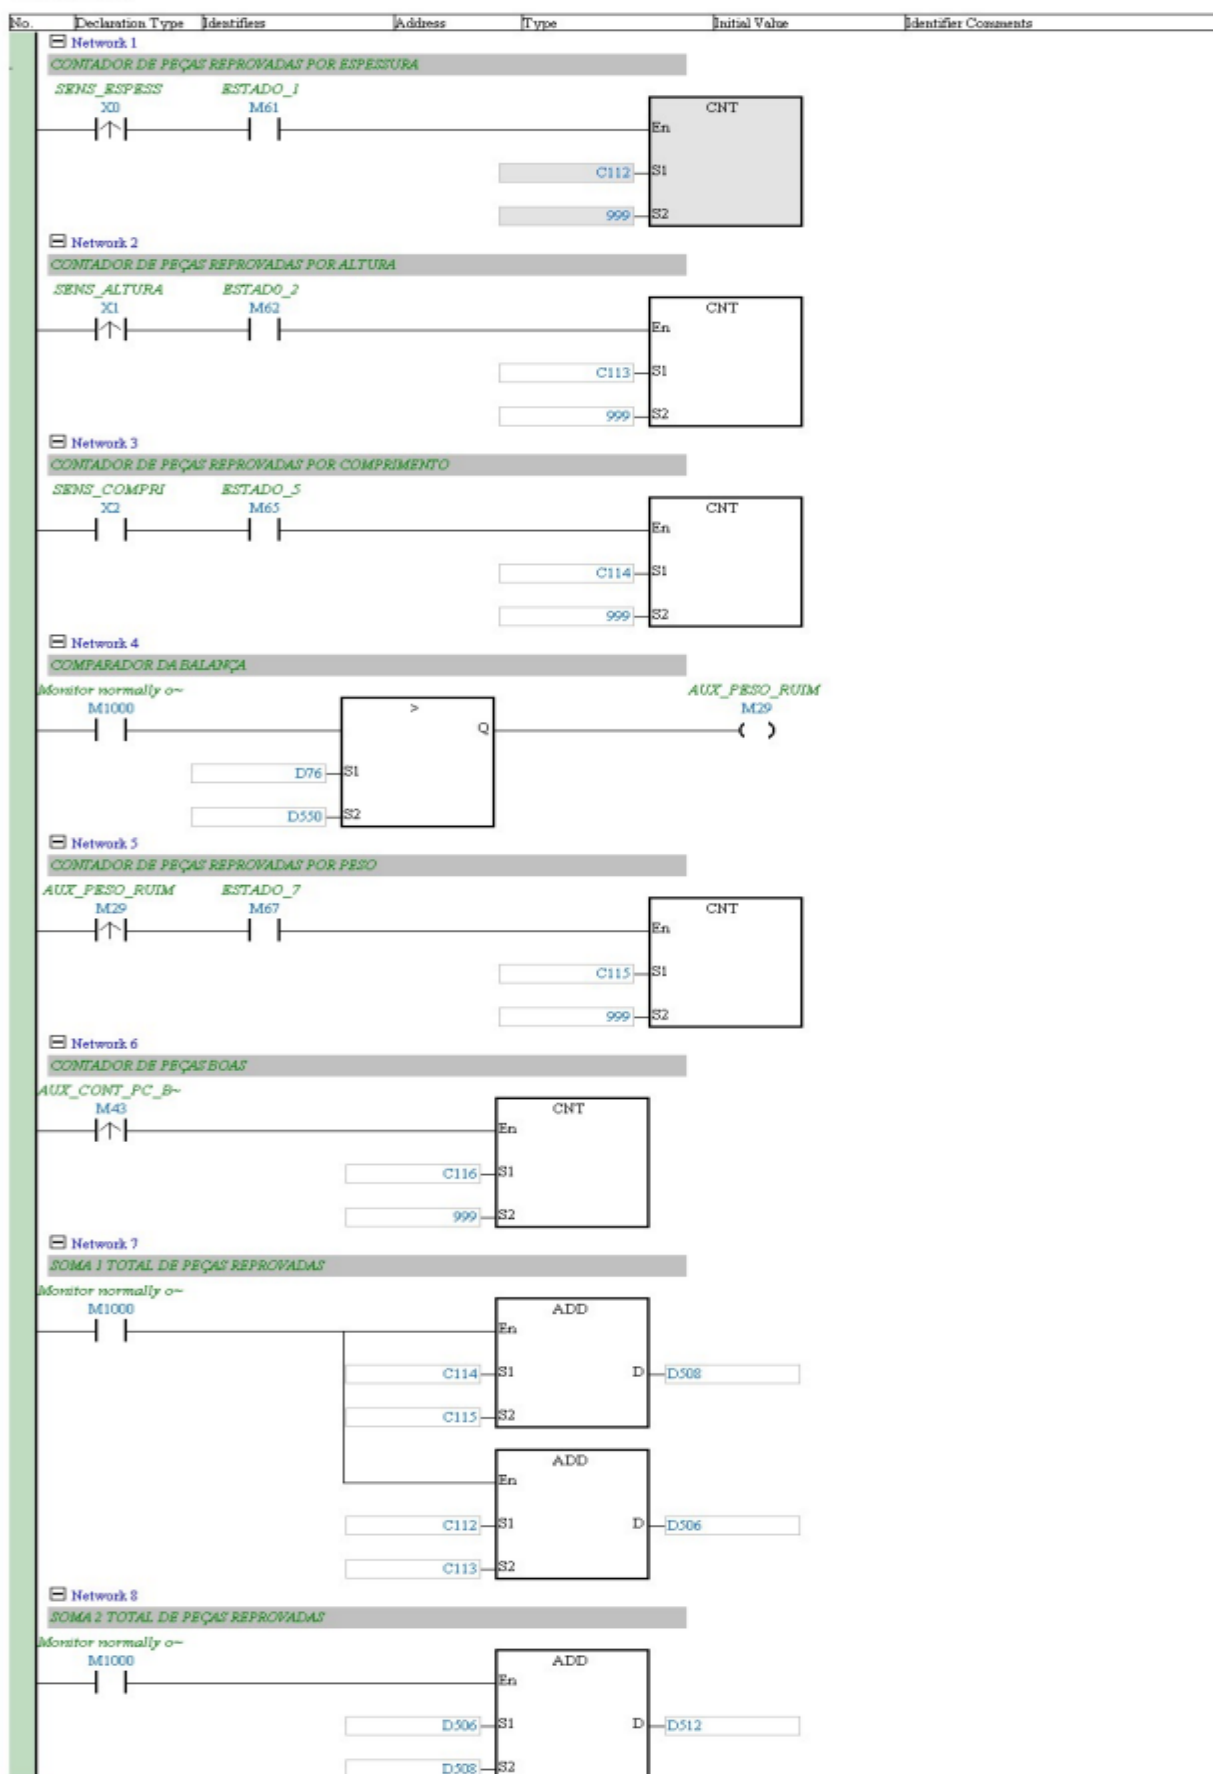 No. Declaration Type Identifiers Address Type Initial Value Identifier Comments
Network 1
CONTADOR DE PEÇAS REPROVADAS POR ESPESSURA
SENS_ESPESS ESTADO_1
X0 M61 CNT
En
C112 S1
999 S2
Network 2
CONTADOR DE PEÇAS REPROVADAS POR ALTURA
SENS_ALTURA ESTADO_2
X1 M62 CNT
En
C113 S1
999 S2
Network 3
CONTADOR DE PEÇAS REPROVADAS POR COMPRIMENTO
SENS_COMPRI ESTADO_5
X2 M65 CNT
En
C114 S1
999 S2
Network 4
COMPARADOR DA BALANÇA
Monitor normally o~ AUX_PESO_RUIM
M1000 > M29
Q
D76 S1
D550 S2
Network 5
CONTADOR DE PEÇAS REPROVADAS POR PESO
AUX_PESO_RUIM ESTADO_7
M29 M67 CNT
En
C115 S1
999 S2
Network 6
CONTADOR DE PEÇAS BOAS
AUX_CONT_PC_B~
M43 CNT
En
C116 S1
999 S2
Network 7
SOMA 1 TOTAL DE PEÇAS REPROVADAS
Monitor normally o~
M1000 ADD
En
C114 S1 D D508
C115 S2
ADD
En
C112 S1 D D506
C113 S2
Network 8
SOMA 2 TOTAL DE PEÇAS REPROVADAS
Monitor normally o~
M1000 ADD
En
D506 S1 D D512
D508 S2